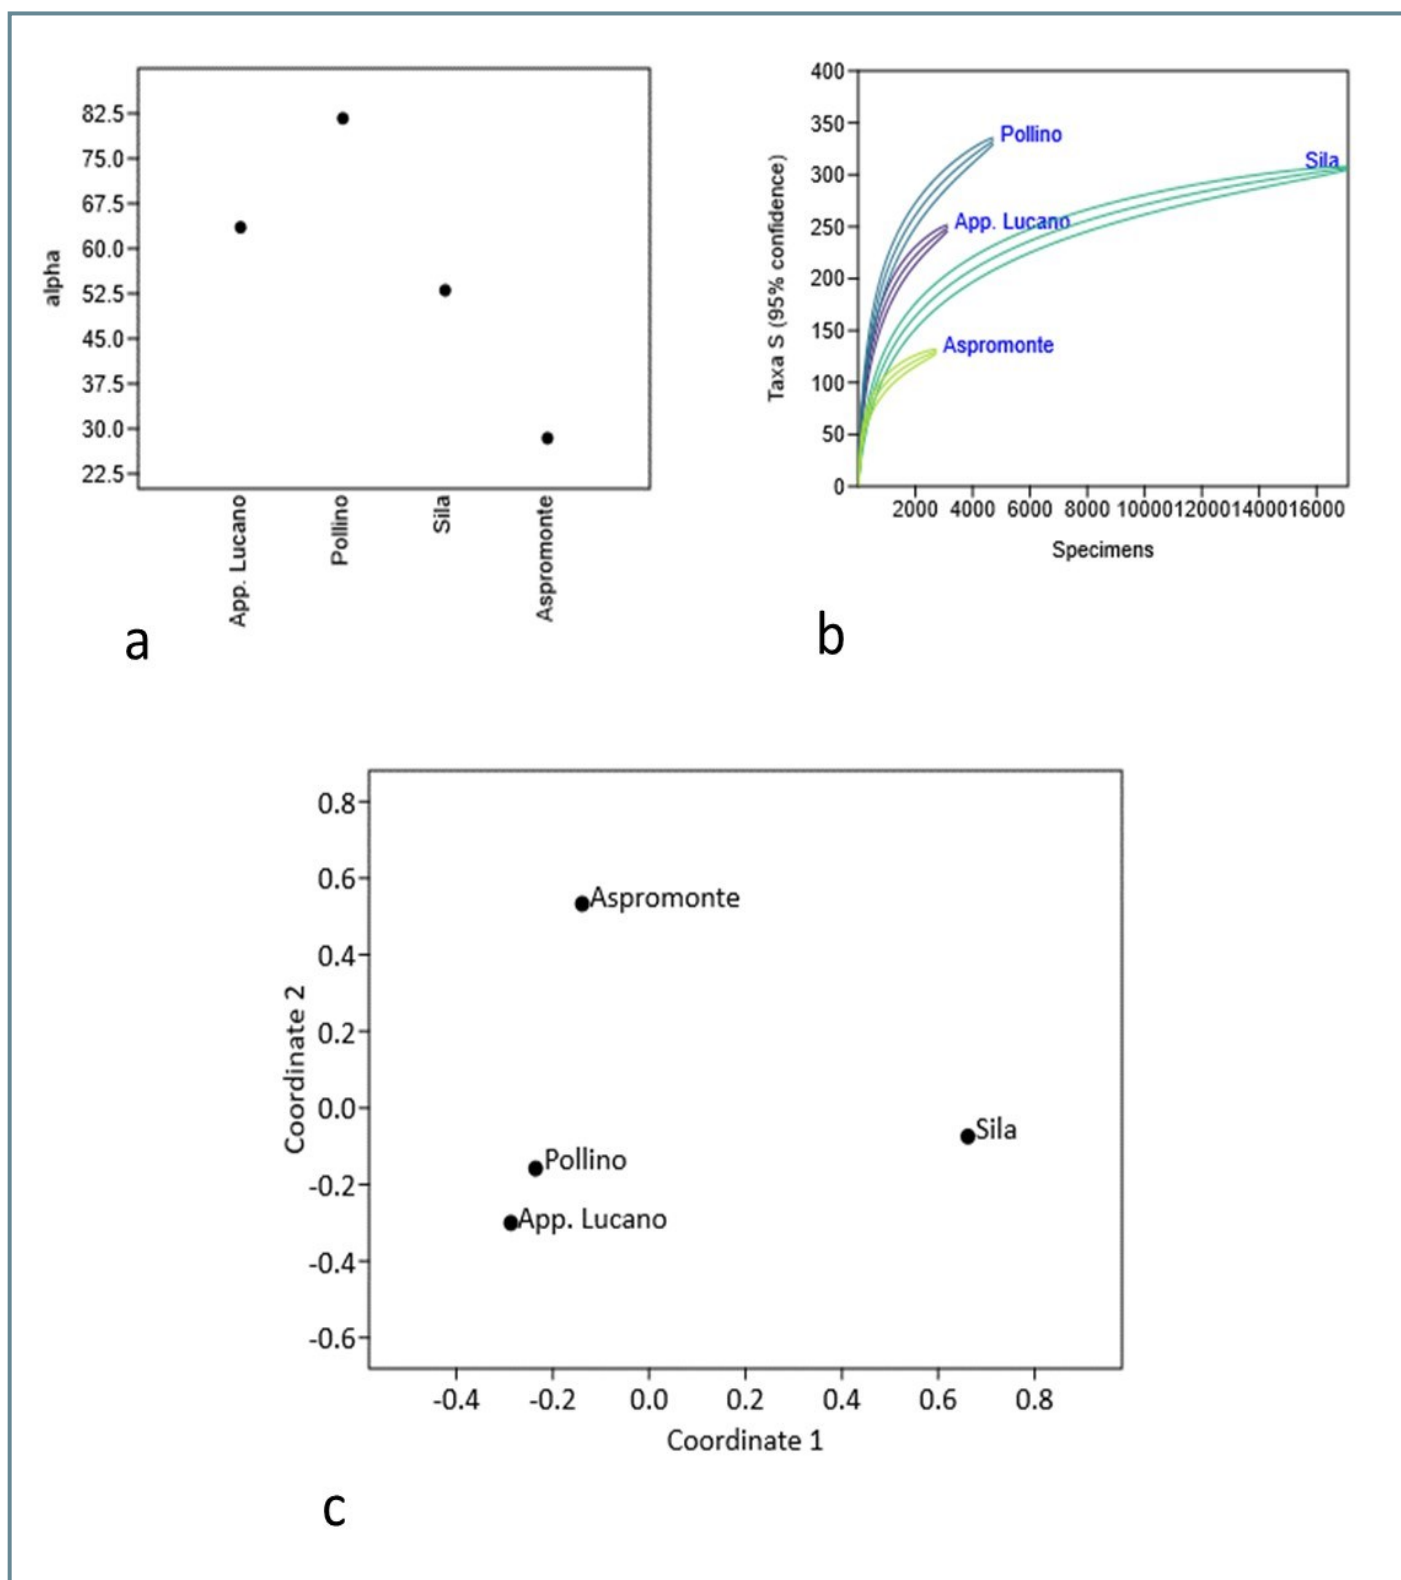 82.5
75.0
67.5
60.0
52.5
45.0
37.5
30.0
22.5
alpha
App. Lucano
Pollino
Sila
Aspromonte
a
400
350
300
250
200
150
100
50
0
Taxa S (95% confidence)
Pollino
Sila
App. Lucano
Aspromonte
2000 4000 6000 8000 10000 12000 14000 16000
Specimens
b
0.8
0.6
0.4
0.2
0.0
-0.2
-0.4
-0.6
Coordinate 2
Aspromonte
Sila
Pollino
App. Lucano
-0.4 -0.2 0.0 0.2 0.4 0.6 0.8
Coordinate 1
c